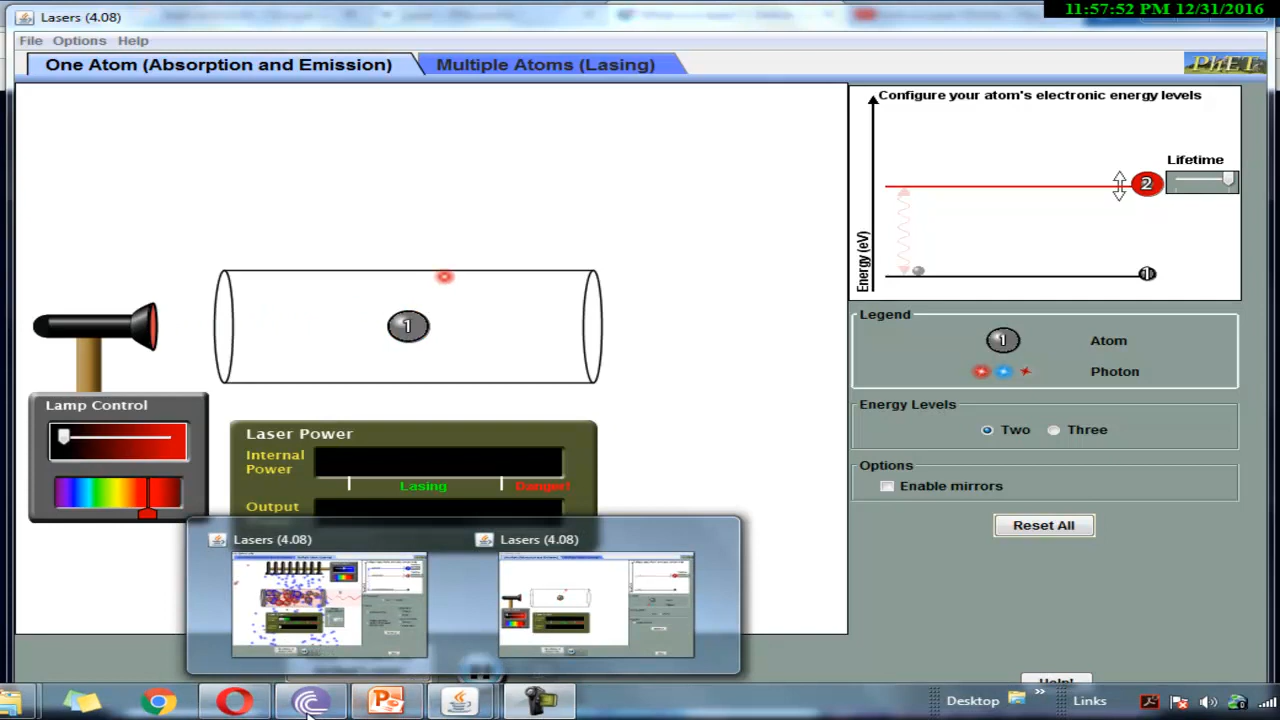 11:57:52 PM 12/31/2016
Lasers (4.08)
File Options Help
One Atom (Absorption and Emission)
Multiple Atoms (Lasing)
PhET
Configure your atom's electronic energy levels
Lifetime
2
Energy (eV)
1
1
Legend
1
Atom
Photon
Lamp Control
Energy Levels
Two
Three
Laser Power
Internal
Power
Lasing
Danger!
Output
Options
Enable mirrors
Reset All
Lasers (4.08)
Lasers (4.08)
Help!
Desktop
»
Links